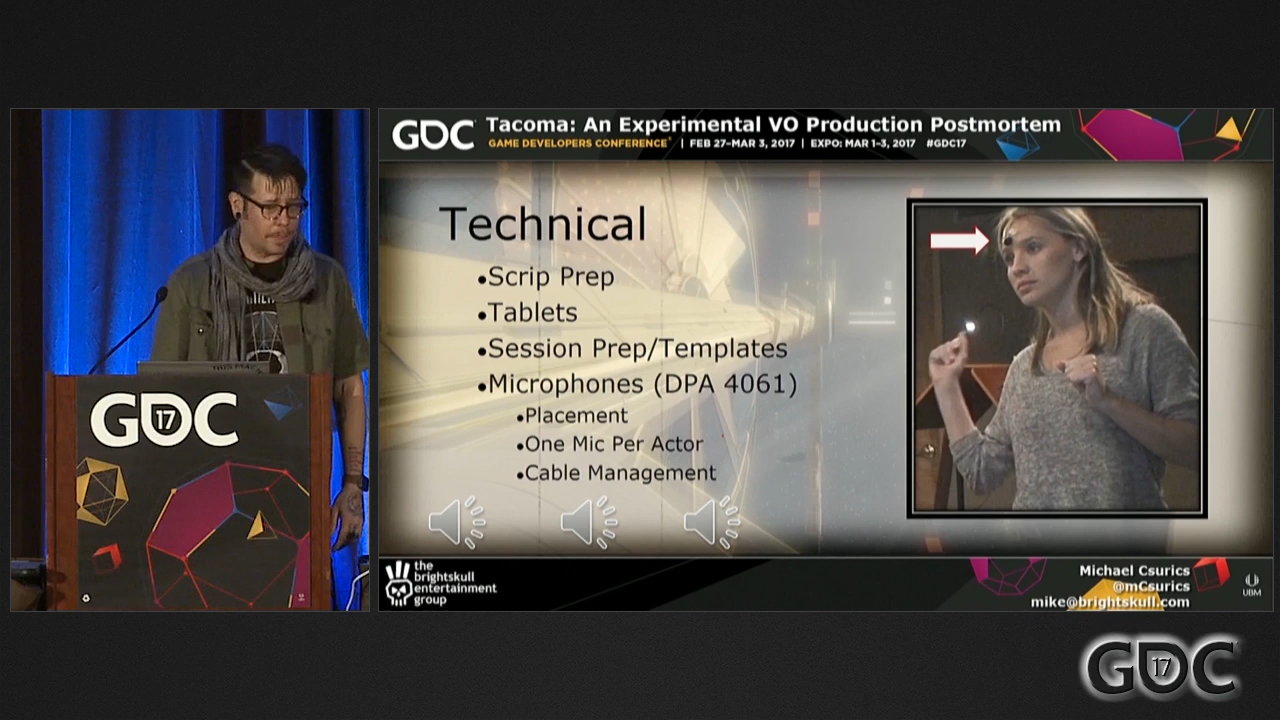 GDC
Tacoma: An Experimental VO Production Postmortem
GAME DEVELOPERS CONFERENCE® | FEB 27–MAR 3, 2017 | EXPO: MAR 1–3, 2017 #GDC17
Technical
•Scrip Prep
•Tablets
•Session Prep/Templates
•Microphones (DPA 4061)
•Placement
•One Mic Per Actor
•Cable Management
GDC 17
the
brightskull
entertainment
group
Michael Csurics
@mCsurics
mike@brightskull.com
UBM
GDC 17